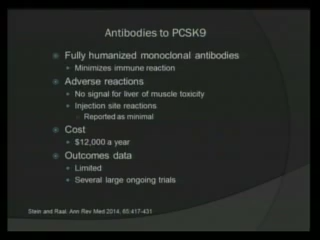 Antibodies to PCSK9
Fully humanized monoclonal antibodies
Minimizes immune reaction
Adverse reactions
No signal for liver of muscle toxicity
Injection site reactions
Reported as minimal
Cost
$12,000 a year
Outcomes data
Limited
Several large ongoing trials
Stein and Raal. Ann Rev Med 2014, 65:417-431